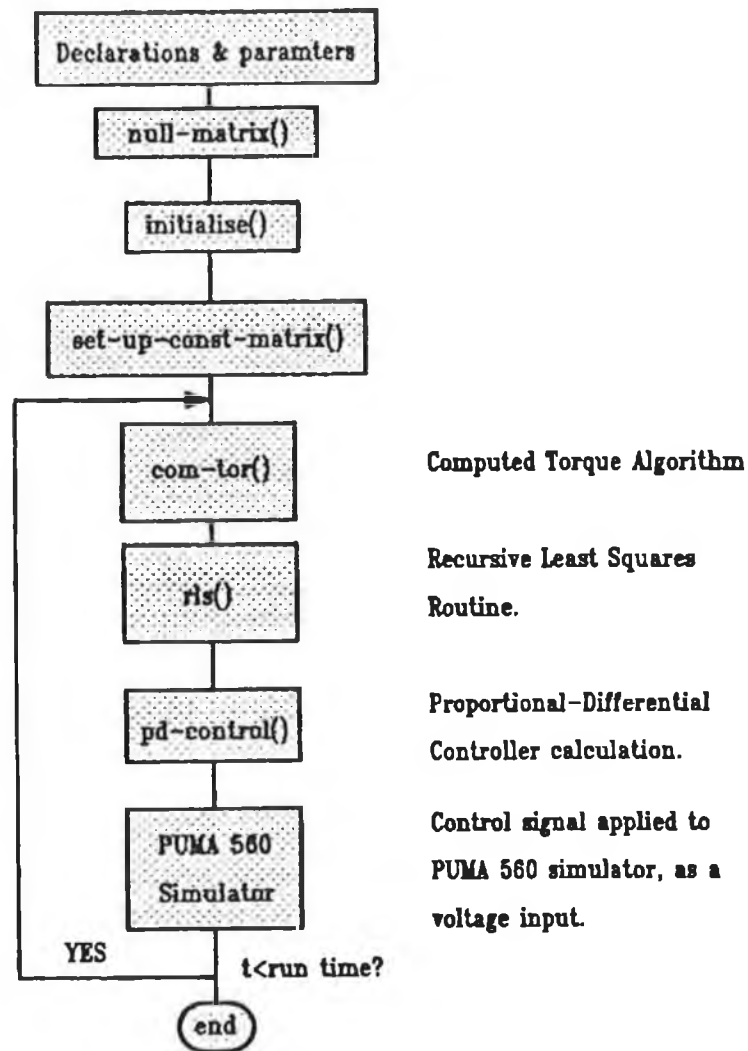 Declarations & paramters
null-matrix()
initialise()
set-up-const-matrix()
com-tor()
Computed Torque Algorithm
rls()
Recursive Least Squares
Routine.
pd-control()
Proportional-Differential
Controller calculation.
PUMA 560
Simulator
Control signal applied to
PUMA 560 simulator, as a
voltage input.
YES
t<run time?
end